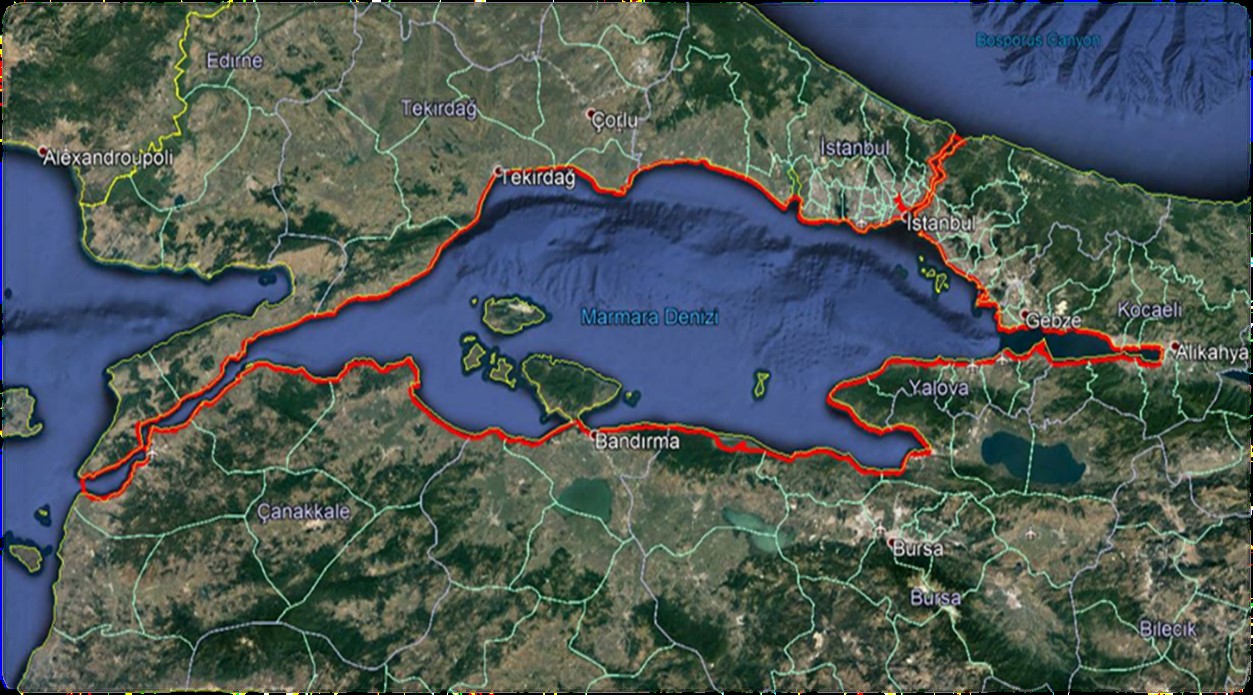 Bosporus Canyon
Edirne
Tekirdağ
Çorlu
İstanbul
Alexandroupoli
Tekirdağ
İstanbul
Marmara Denizi
Kocaeli
Gebze
Alikahya
Yalova
Bandırma
Çanakkale
Bursa
Bursa
Bilecik